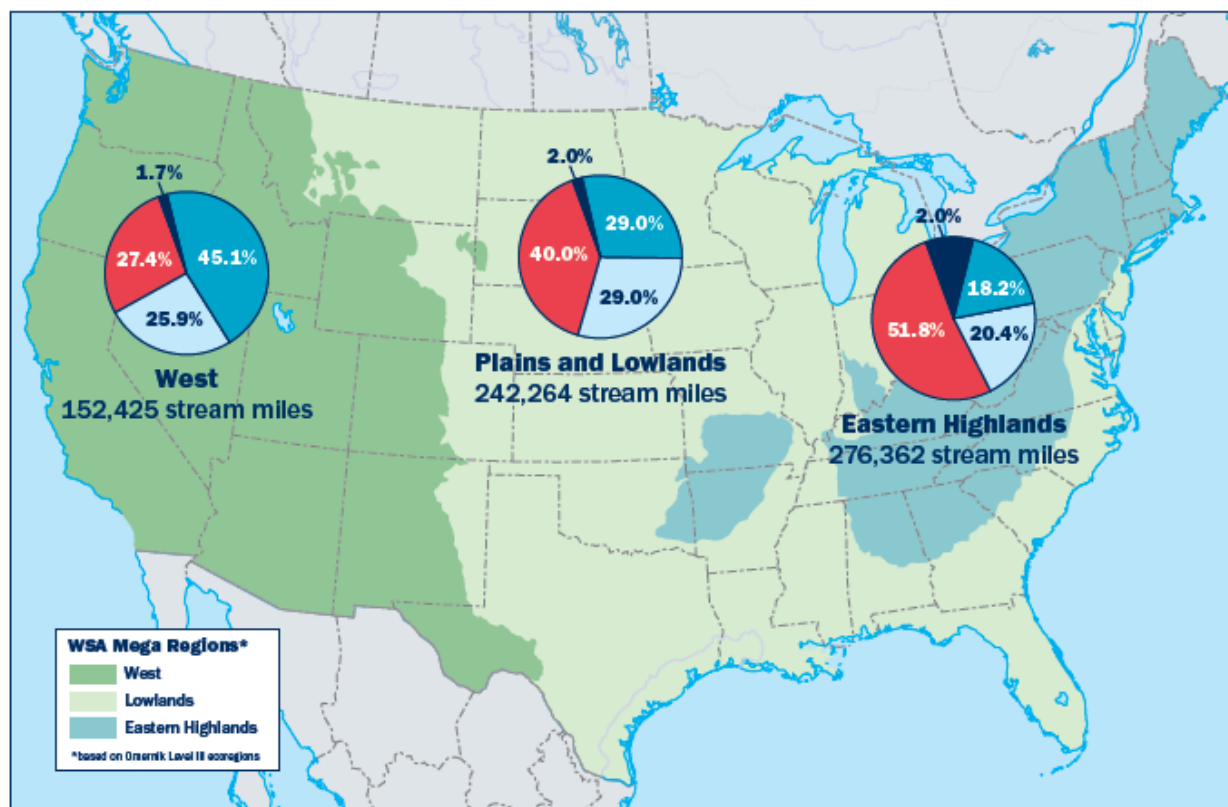 1.7%
27.4%
45.1%
25.9%
West
152,425 stream miles
2.0%
29.0%
40.0%
29.0%
Plains and Lowlands
242,264 stream miles
2.0%
18.2%
51.8%
20.4%
Eastern Highlands
276,362 stream miles
WSA Mega Regions*
West
Lowlands
Eastern Highlands
*based on Omernik Level III ecoregions